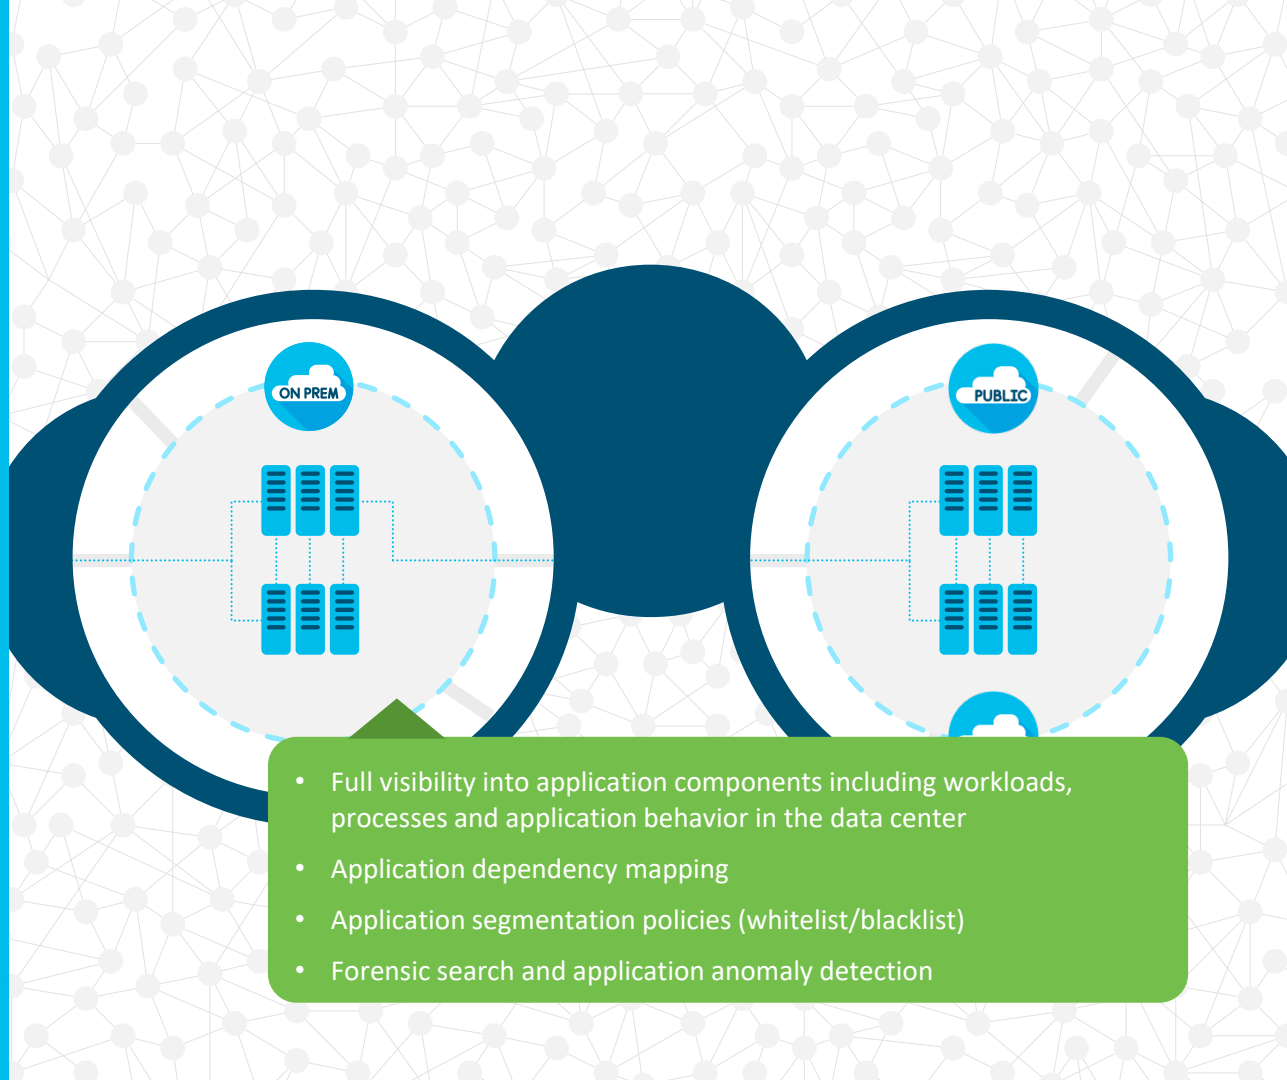 ON PREM
PUBLIC
• Full visibility into application components including workloads,
processes and application behavior in the data center
• Application dependency mapping
• Application segmentation policies (whitelist/blacklist)
• Forensic search and application anomaly detection